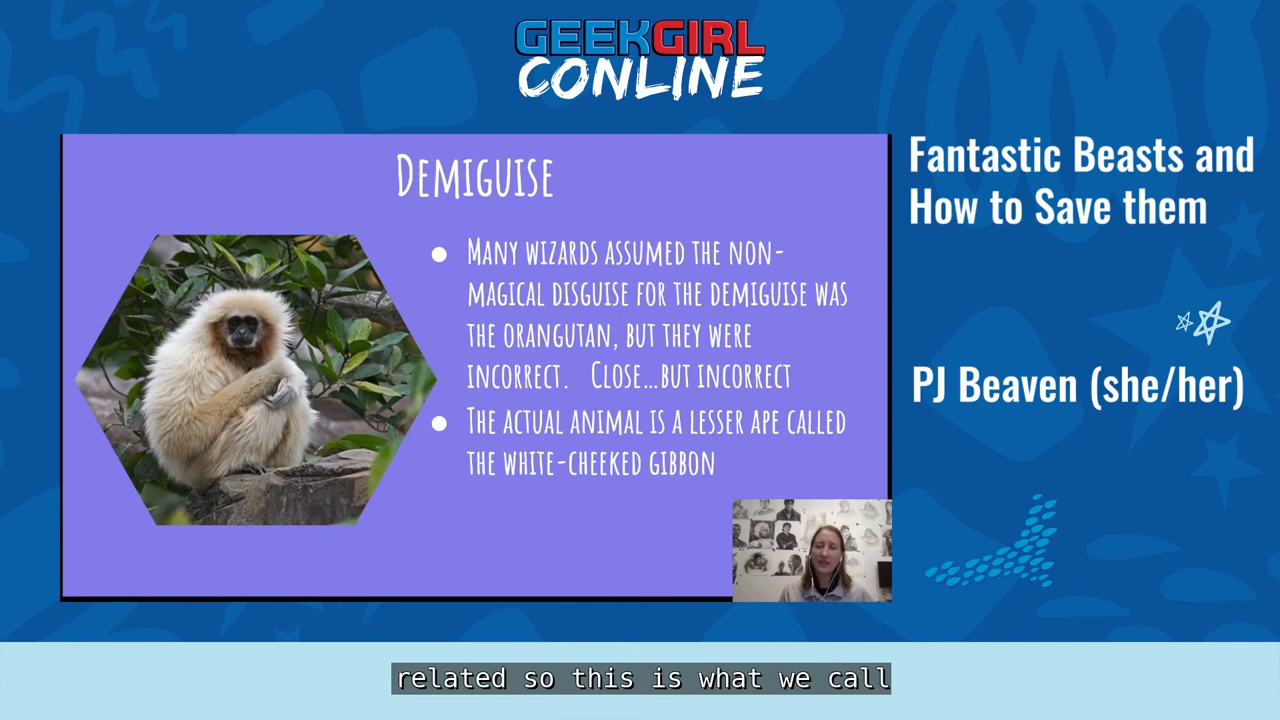 GEEKGIRL
CONLINE
Demiguise
Many wizards assumed the non-
magical disguise for the demiguise was
the orangutan, but they were
incorrect. Close...but incorrect
The actual animal is a lesser ape called
the white-cheeked gibbon
Fantastic Beasts and
How to Save them
PJ Beaven (she/her)
related so this is what we call